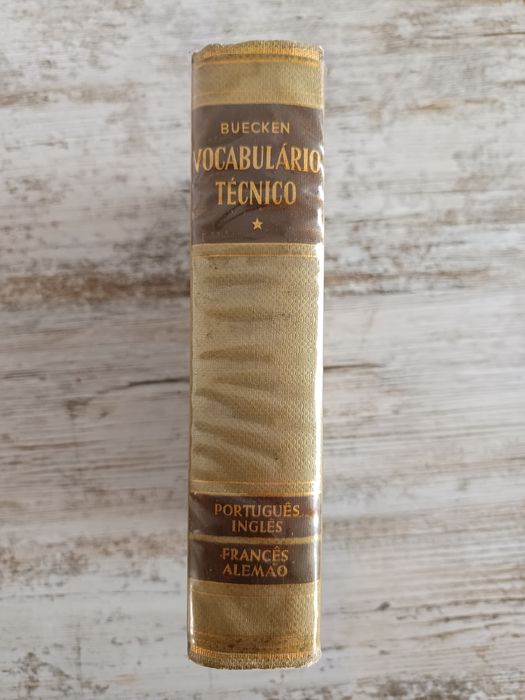 BUECKEN
VOCABULÁRIO
TÉCNICO
PORTUGUÊS
INGLÊS
FRANCÊS
ALEMÃO